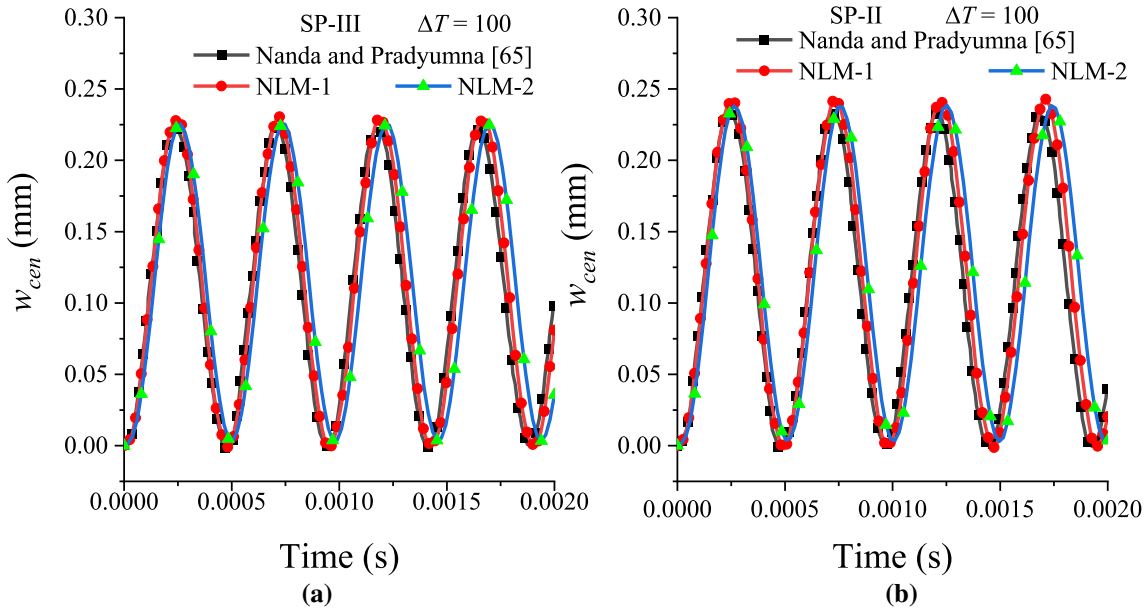 SP-III ΔT = 100
Nanda and Pradyumna [65]
NLM-1 NLM-2
0.30
0.25
0.20
0.15
0.10
0.05
0.00
w_cen (mm)
0.0000 0.0005 0.0010 0.0015 0.0020
Time (s)
(a)
SP-II ΔT = 100
Nanda and Pradyumna [65]
NLM-1 NLM-2
0.30
0.25
0.20
0.15
0.10
0.05
0.00
w_cen (mm)
0.0000 0.0005 0.0010 0.0015 0.0020
Time (s)
(b)